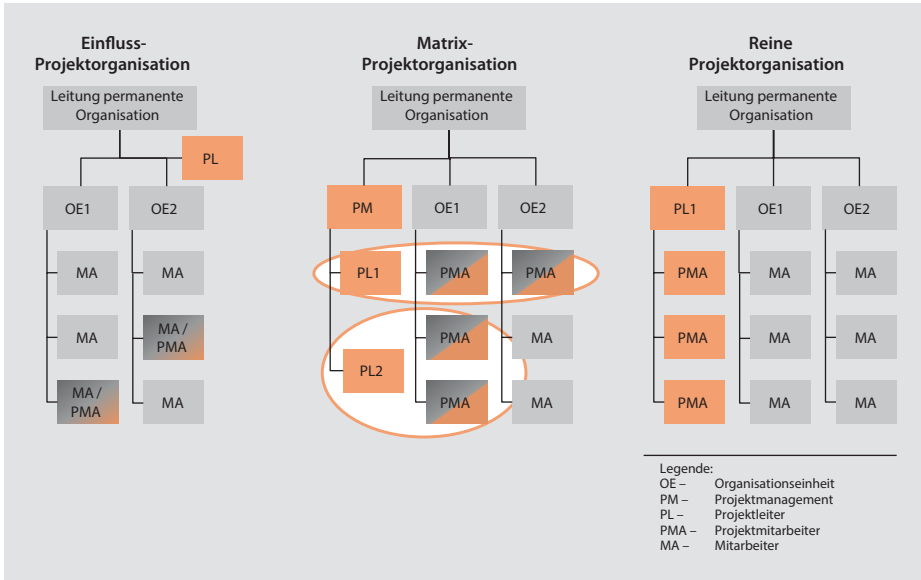 Einfluss-
Projektorganisation
Leitung permanente
Organisation
PL
OE1
OE2
MA
MA
MA
MA /
PMA
MA /
PMA
MA
Matrix-
Projektorganisation
Leitung permanente
Organisation
PM
OE1
OE2
PL1
PMA
PMA
PMA
MA
PL2
PMA
MA
Reine
Projektorganisation
Leitung permanente
Organisation
PL1
OE1
OE2
PMA
MA
MA
PMA
MA
MA
PMA
MA
MA
Legende:
OE – Organisationseinheit
PM – Projektmanagement
PL – Projektleiter
PMA – Projektmitarbeiter
MA – Mitarbeiter